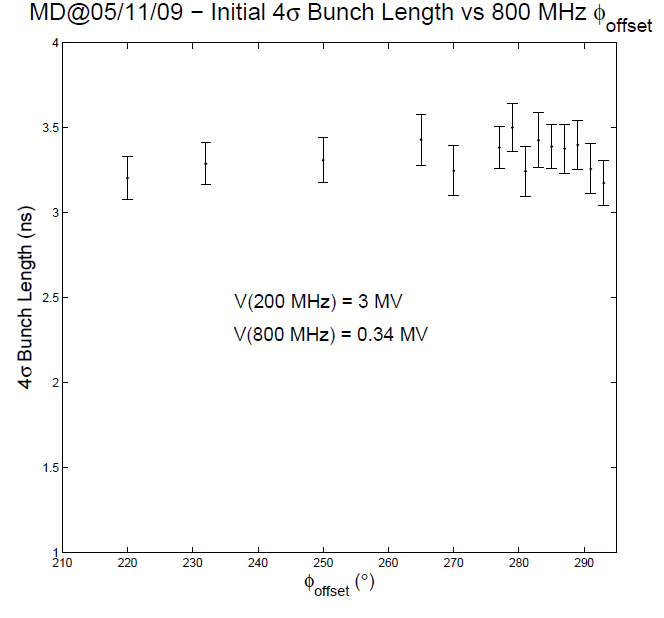 MD@05/11/09 − Initial 4σ Bunch Length vs 800 MHz ϕoffset
4
3.5
3
2.5
2
1.5
1
4σ Bunch Length (ns)
V(200 MHz) = 3 MV
V(800 MHz) = 0.34 MV
210 220 230 240 250 260 270 280 290
ϕoffset (°)